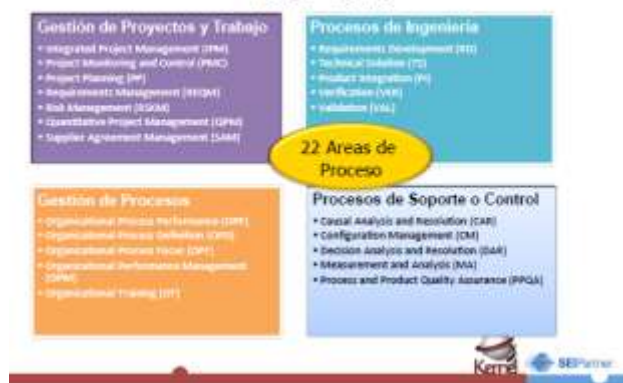 Gestión de Proyectos y Trabajo
• Integrated Project Management (IPM)
• Project Monitoring and Control (PMC)
• Project Planning (PP)
• Requirements Management (REQM)
• Risk Management (RSKM)
• Quantitative Project Management (QPM)
• Supplier Agreement Management (SAM)
Procesos de Ingeniería
• Requirements Development (RD)
• Technical Solution (TS)
• Product Integration (PI)
• Verification (VER)
• Validation (VAL)
22 Areas de
Proceso
Gestión de Procesos
• Organizational Process Performance (OPP)
• Organizational Process Definition (OPD)
• Organizational Process Focus (OPF)
• Organizational Performance Management
(OPM)
• Organizational Training (OT)
Procesos de Soporte o Control
• Causal Analysis and Resolution (CAR)
• Configuration Management (CM)
• Decision Analysis and Resolution (DAR)
• Measurement and Analysis (MA)
• Process and Product Quality Assurance (PPQA)
Kernel
SEI Partner